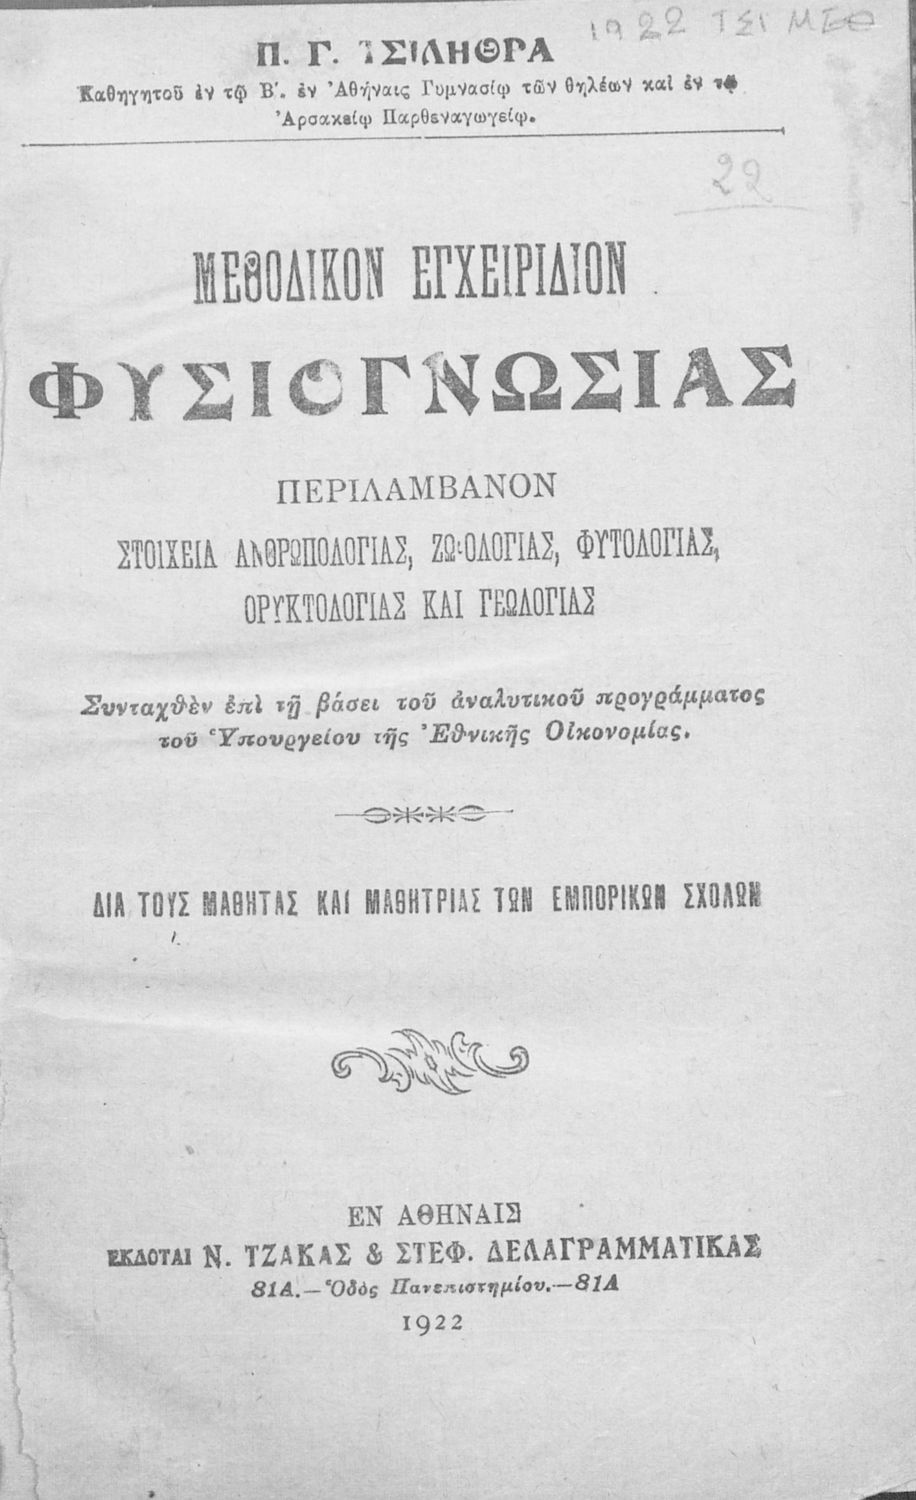 1922 ΤΣΙ ΜΕΘ
Π. Γ. ΤΣΙΛΗΘΡΑ
Καθηγητοῦ ἐν τῷ Β΄. ἐν Ἀθήναις Γυμνασίῳ τῶν θηλέων καὶ ἐν τῷ
Ἀρσακείῳ Παρθεναγωγείῳ.
22
ΜΕΘΟΔΙΚΟΝ ΕΓΧΕΙΡΙΔΙΟΝ
ΦΥΣΙΟΓΝΩΣΙΑΣ
ΠΕΡΙΛΑΜΒΑΝΟΝ
ΣΤΟΙΧΕΙΑ ΑΝΘΡΩΠΟΛΟΓΙΑΣ, ΖΩΟΛΟΓΙΑΣ, ΦΥΤΟΛΟΓΙΑΣ,
ΟΡΥΚΤΟΛΟΓΙΑΣ ΚΑΙ ΓΕΩΛΟΓΙΑΣ
Συνταχθὲν ἐπὶ τῇ βάσει τοῦ ἀναλυτικοῦ προγράμματος
τοῦ Ὑπουργείου τῆς Ἐθνικῆς Οἰκονομίας.
ΔΙΑ ΤΟΥΣ ΜΑΘΗΤΑΣ ΚΑΙ ΜΑΘΗΤΡΙΑΣ ΤΩΝ ΕΜΠΟΡΙΚΩΝ ΣΧΟΛΩΝ
ΕΝ ΑΘΗΝΑΙΣ
ΕΚΔΟΤΑΙ Ν. ΤΖΑΚΑΣ & ΣΤΕΦ. ΔΕΛΑΓΡΑΜΜΑΤΙΚΑΣ
81Α.—Ὁδὸς Πανεπιστημίου.—81Α
1922